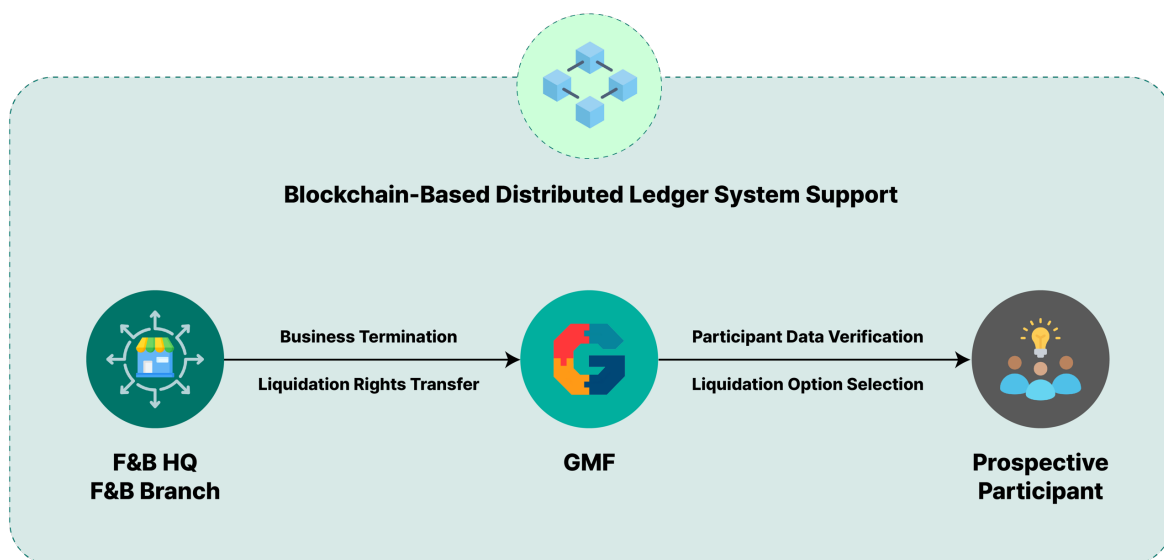 Blockchain-Based Distributed Ledger System Support
Business Termination
Liquidation Rights Transfer
Participant Data Verification
Liquidation Option Selection
F&B HQ
F&B Branch
GMF
Prospective
Participant